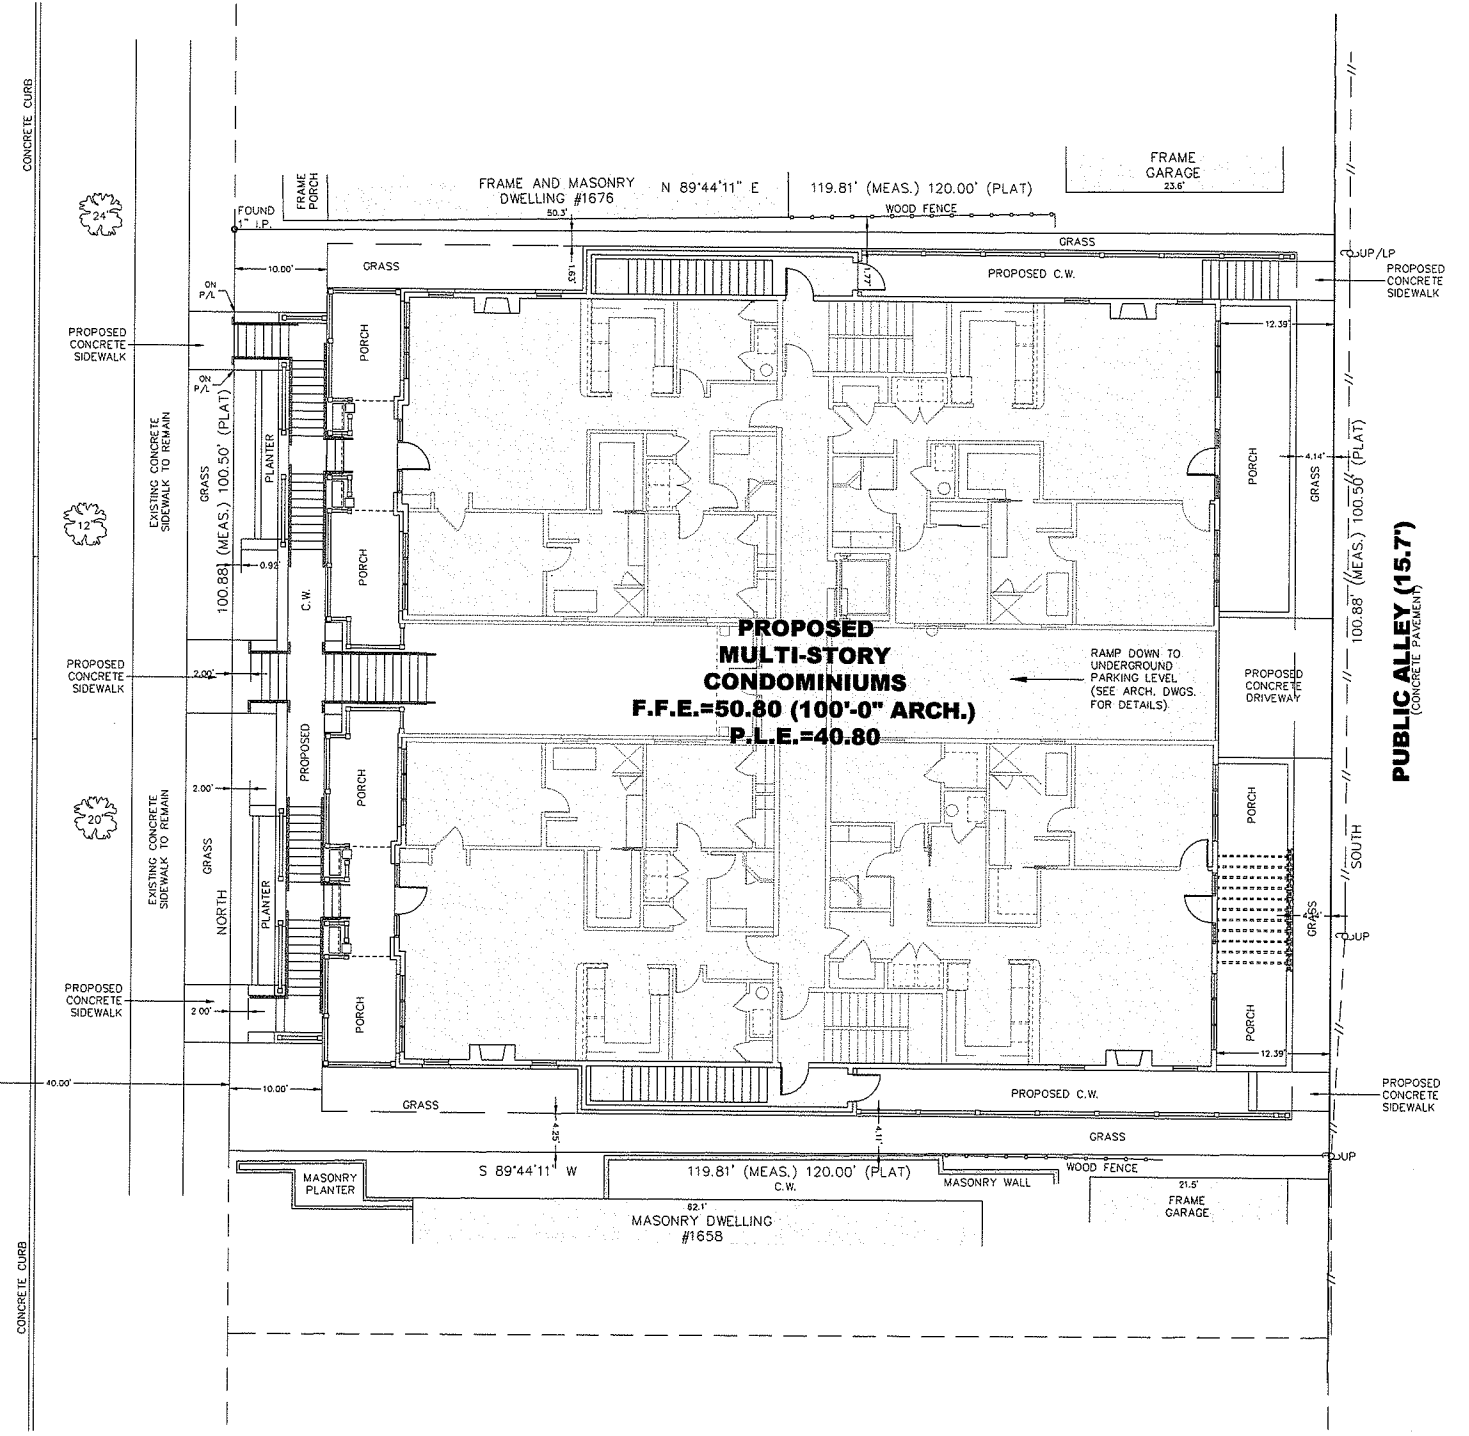 CONCRETE CURB
24"
FRAME
PORCH
FRAME AND MASONRY
DWELLING #1676
50.3'
N 89°44'11" E
119.81' (MEAS.) 120.00' (PLAT)
WOOD FENCE
FRAME
GARAGE
23.6'
FOUND
1" I.P.
GRASS
UP/LP
10.00'
GRASS
1.63'
1.77'
PROPOSED C.W.
PROPOSED
CONCRETE
SIDEWALK
ON
P/L
PROPOSED
CONCRETE
SIDEWALK
ON
P/L
PORCH
12.39'
EXISTING CONCRETE
SIDEWALK TO REMAIN
GRASS
100.88' (MEAS.) 100.50' (PLAT)
PLANTER
PORCH
4.14'
GRASS
100.88' (MEAS.) 100.50' (PLAT)
12"
0.92'
C.W.
PORCH
PUBLIC ALLEY (15.7')
(CONCRETE PAVEMENT)
PROPOSED
MULTI-STORY
CONDOMINIUMS
F.F.E.=50.80 (100'-0" ARCH.)
P.L.E.=40.80
RAMP DOWN TO
UNDERGROUND
PARKING LEVEL
(SEE ARCH. DWGS.
FOR DETAILS)
PROPOSED
CONCRETE
DRIVEWAY
PROPOSED
CONCRETE
SIDEWALK
2.00'
PROPOSED
PORCH
2.00'
20"
EXISTING CONCRETE
SIDEWALK TO REMAIN
GRASS
NORTH
PLANTER
PORCH
SOUTH
GRASS
UP
PROPOSED
CONCRETE
SIDEWALK
2.00'
PORCH
PORCH
12.39'
40.00'
10.00'
GRASS
PROPOSED C.W.
PROPOSED
CONCRETE
SIDEWALK
4.25'
4.11'
GRASS
UP
S 89°44'11" W
119.81' (MEAS.) 120.00' (PLAT)
C.W.
WOOD FENCE
MASONRY WALL
MASONRY
PLANTER
62.1'
MASONRY DWELLING
#1658
21.5'
FRAME
GARAGE
CONCRETE CURB